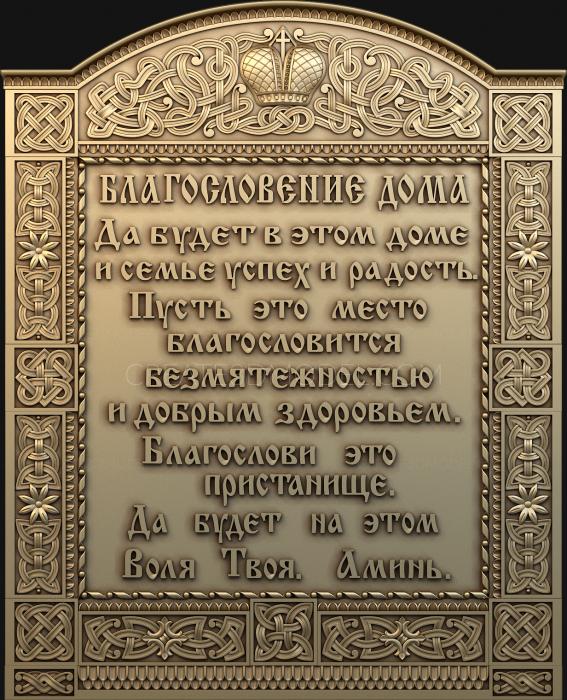 БЛАГОСЛОВЕНИЕ ДОМА
Да будет в этом доме
и семье успех и радость.
Пусть это место
благословится
безмятежностью
и добрым здоровьем.
Благослови это
пристанище.
Да будет на этом
Воля Твоя. Аминь.